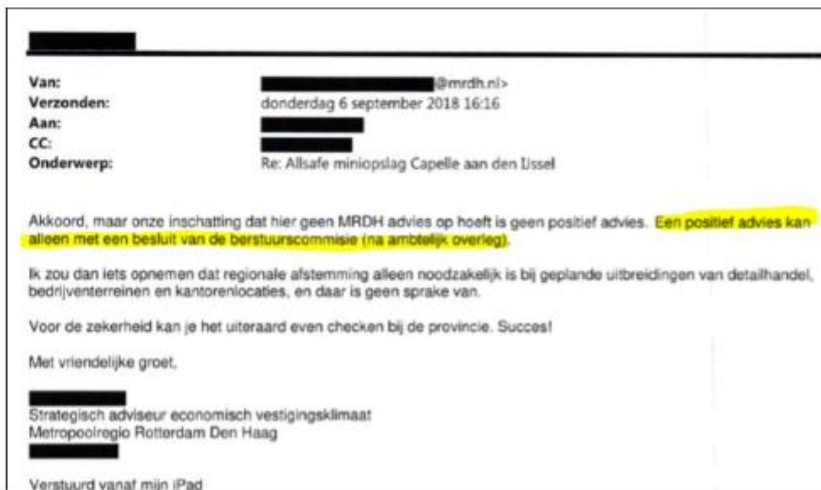 Van: @mrdh.nl>
Verzonden: donderdag 6 september 2018 16:16
Aan:
CC:
Onderwerp: Re: Allsafe miniopslag Capelle aan den IJssel
Akkoord, maar onze inschatting dat hier geen MRDH advies op hoeft is geen positief advies. Een positief advies kan
alleen met een besluit van de berstuurscommisie (na ambtelijk overleg).
Ik zou dan iets opnemen dat regionale afstemming alleen noodzakelijk is bij geplande uitbreidingen van detailhandel,
bedrijventerreinen en kantorenlocaties, en daar is geen sprake van.
Voor de zekerheid kan je het uiteraard even checken bij de provincie. Succes!
Met vriendelijke groet,
Strategisch adviseur economisch vestigingsklimaat
Metropoolregio Rotterdam Den Haag
Verstuurd vanaf mijn iPad